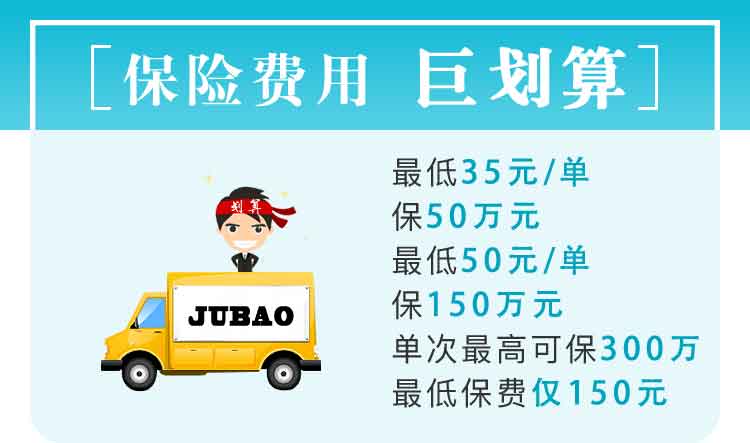 [保险费用 巨划算]
最低35元/单
保50万元
划算
最低50元/单
JUBAO
保150万元
单次最高可保300万
最低保费仅150元